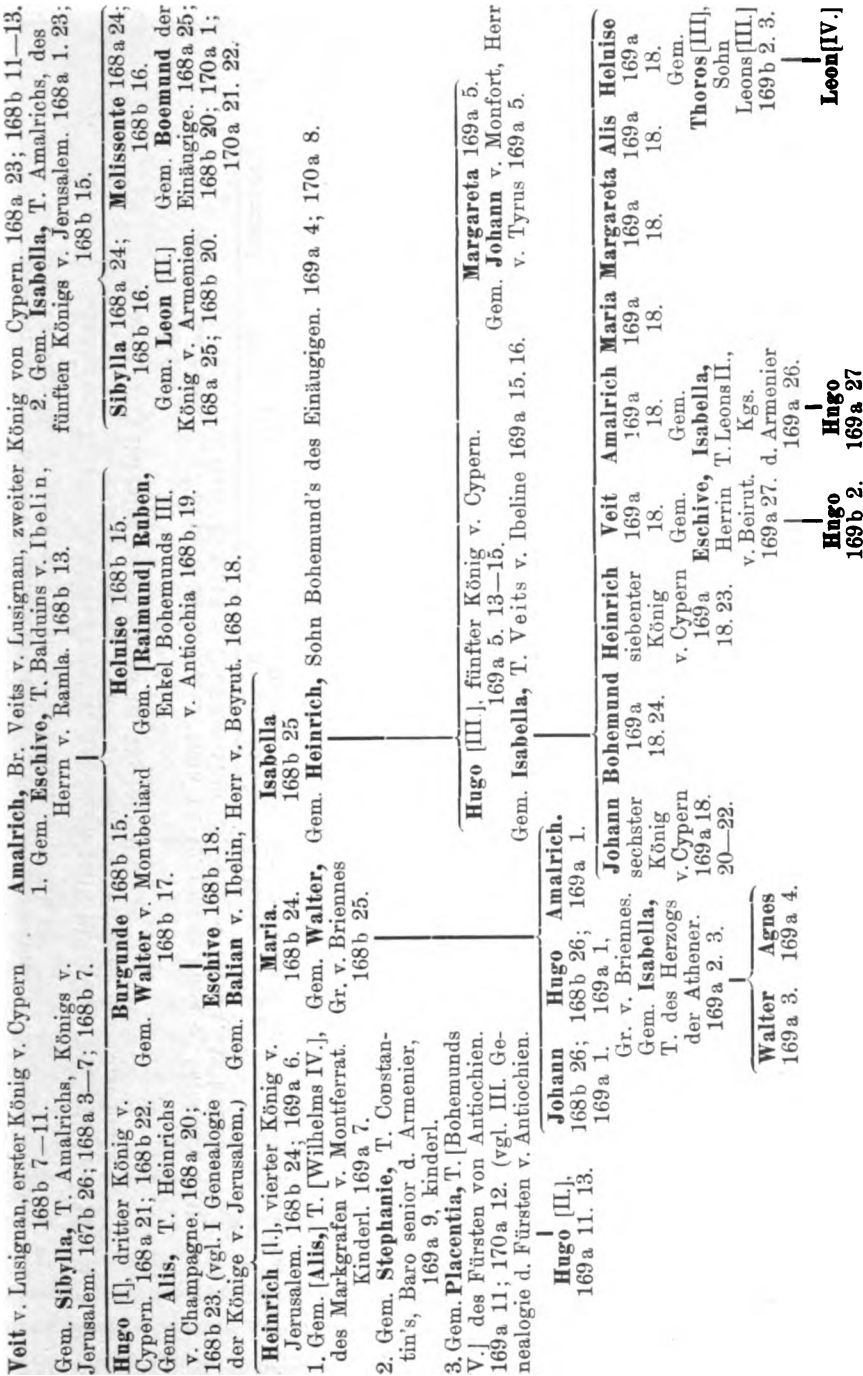 Veit v. Lusignan, erster König v. Cypern
168b 7—11.
Gem. Sibylla, T. Amalrichs, Königs v.
Jerusalem. 167b 26; 168a 3—7; 168b 7.
Amalrich, Br. Veits v. Lusignan, zweiter König von Cypern. 168a 23; 168b 11—13.
1. Gem. Eschive, T. Balduins v. Ibelin,
Herrn v. Ramla. 168b 13.
2. Gem. Isabella, T. Amalrichs, des
fünften Königs v. Jerusalem. 168a 1. 23;
168b 15.
Hugo [I], dritter König v.
Cypern. 168a 21; 168b 22.
Gem. Alis, T. Heinrichs
v. Champagne. 168a 20;
168b 23. (vgl. I Genealogie
der Könige v. Jerusalem.)
Burgunde 168b 15.
Gem. Walter v. Montbeliard
168b 17.
Eschive 168b 18.
Gem. Balian v. Ibelin, Herr v. Beyrut. 168b 18.
Heluise 168b 15.
Gem. [Raimund] Ruben,
Enkel Bohemunds III.
v. Antiochia 168b, 19.
Sibylla 168a 24;
168b 16.
Gem. Leon [II.]
König v. Armenien.
168a 25; 168b 20.
Melissente 168a 24;
168b 16.
Gem. Boemund der
Einäugige. 168a 25;
168b 20; 170a 1;
170a 21. 22.
Heinrich [I.], vierter König v.
Jerusalem. 168b 24; 169a 6.
1. Gem. [Alis,] T. [Wilhelms IV.],
des Markgrafen v. Montferrat.
Kinderl. 169a 7.
2. Gem. Stephanie, T. Constan-
tin's, Baro senior d. Armenier,
169a 9, kinderl.
3. Gem. Placentia, T. [Bohemunds
V.] des Fürsten von Antiochien.
169a 11; 170a 12. (vgl. III. Ge-
nealogie d. Fürsten v. Antiochien.
Maria.
168b 24.
Gem. Walter,
Gr. v. Briennes
168b 25.
Isabella
168b 25
Gem. Heinrich, Sohn Bohemund's des Einäugigen. 169a 4; 170a 8.
Hugo [II.],
169a 11. 13.
Johann
168b 26;
169a 1.
Hugo
168b 26;
169a 1,
Gr. v. Briennes.
Gem. Isabella,
T. des Herzogs
der Athener.
169a 2. 3.
Amalrich.
169a 1.
Walter
169a 3.
Agnes
169a 4.
Hugo [III.], fünfter König v. Cypern.
169a 5. 13—15.
Gem. Isabella, T. Veits v. Ibeline 169a 15. 16.
Margareta 169a 5.
Gem. Johann v. Monfort, Herr
v. Tyrus 169a 5.
Johann
sechster
König
v. Cypern
169a 18.
20—22.
Bohemund
169a
18. 24.
Heinrich
siebenter
König
v. Cypern
169a
18. 23.
Veit
169a
18.
Gem.
Eschive,
Herrin
v. Beirut.
169a 27.
Hugo
169b 2.
Amalrich
169a
18.
Gem.
Isabella,
T. Leons II.,
Kgs.
d. Armenier
169a 26.
Hugo
169a 27
Maria
169a
18.
Margareta
169a
18.
Alis
169a
18.
Heluise
169a
18.
Gem.
Thoros [III],
Sohn
Leons [III.]
169b 2. 3.
Leon [IV.]